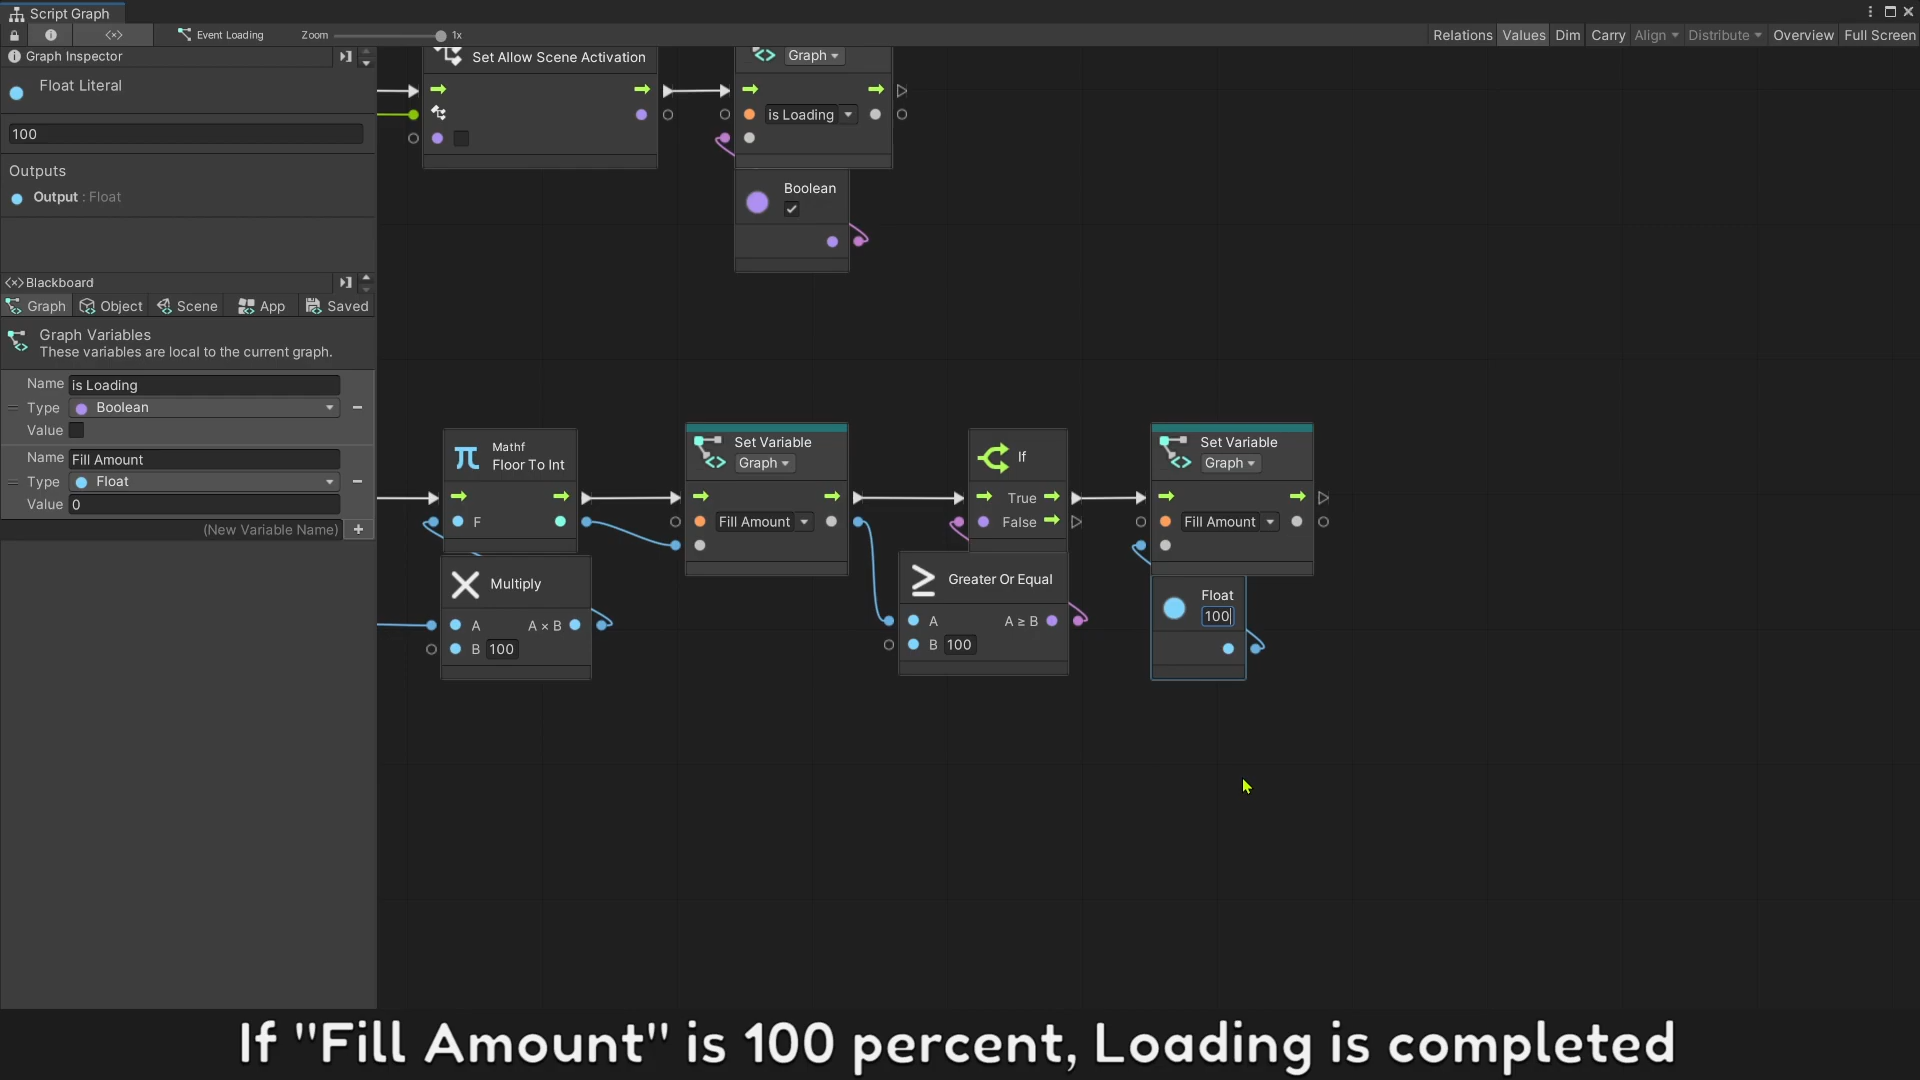 Script Graph
Event Loading
Zoom
1x
Relations
Values
Dim
Carry
Align
Distribute
Overview
Full Screen
Graph Inspector
Float Literal
100
Outputs
Output : Float
Blackboard
Graph
Object
Scene
App
Saved
Graph Variables
These variables are local to the current graph.
Name is Loading
Type Boolean
Value
Name Fill Amount
Type Float
Value 0
(New Variable Name)
Set Allow Scene Activation
Graph
is Loading
Boolean
Mathf
Floor To Int
F
Multiply
A A × B
B 100
Set Variable
Graph
Fill Amount
If
True
False
Greater Or Equal
A A ≥ B
B 100
Set Variable
Graph
Fill Amount
Float
100
If "Fill Amount" is 100 percent, Loading is completed